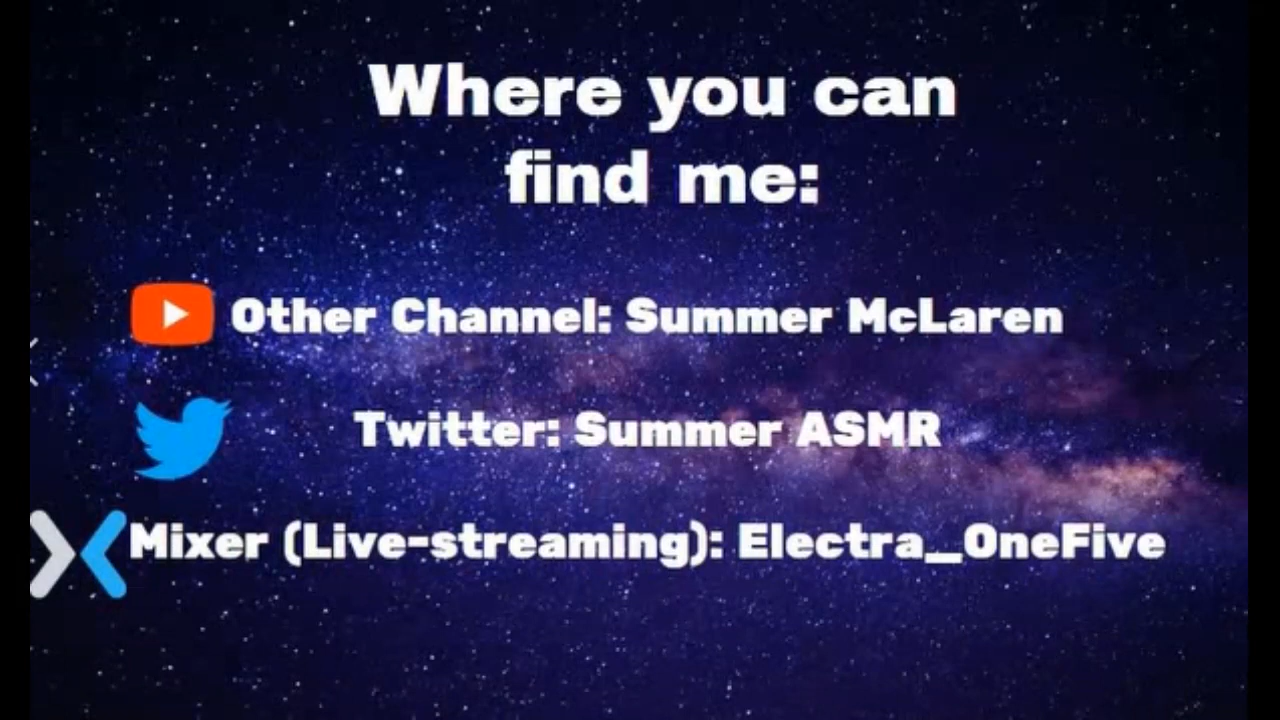 Where you can
find me:
Other Channel: Summer McLaren
Twitter: Summer ASMR
Mixer (Live-streaming): Electra_OneFive